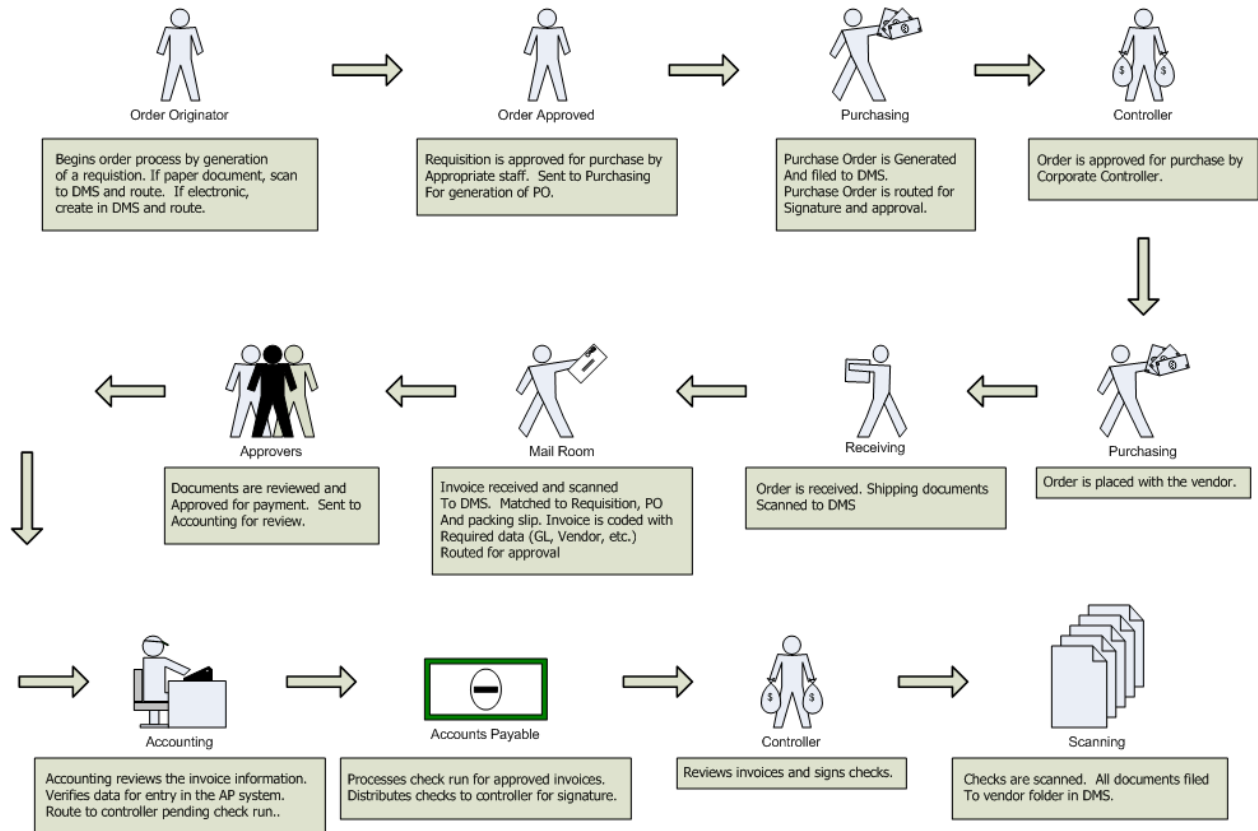 Order Originator
Begins order process by generation
of a requistion. If paper document, scan
to DMS and route.  If electronic,
create in DMS and route.
Order Approved
Requisition is approved for purchase by
Appropriate staff.  Sent to Purchasing
For generation of PO.
Purchasing
Purchase Order is Generated
And filed to DMS.
Purchase Order is routed for
Signature and approval.
Controller
Order is approved for purchase by
Corporate Controller.
Purchasing
Order is placed with the vendor.
Receiving
Order is received. Shipping documents
Scanned to DMS
Mail Room
Invoice received and scanned
To DMS.  Matched to Requisition, PO
And packing slip. Invoice is coded with
Required data (GL, Vendor, etc.)
Routed for approval
Approvers
Documents are reviewed and
Approved for payment.  Sent to
Accounting for review.
Accounting
Accounting reviews the invoice information.
Verifies data for entry in the AP system.
Route to controller pending check run..
Accounts Payable
Processes check run for approved invoices.
Distributes checks to controller for signature.
$ $
Controller
Reviews invoices and signs checks.
Scanning
Checks are scanned.  All documents filed
To vendor folder in DMS.